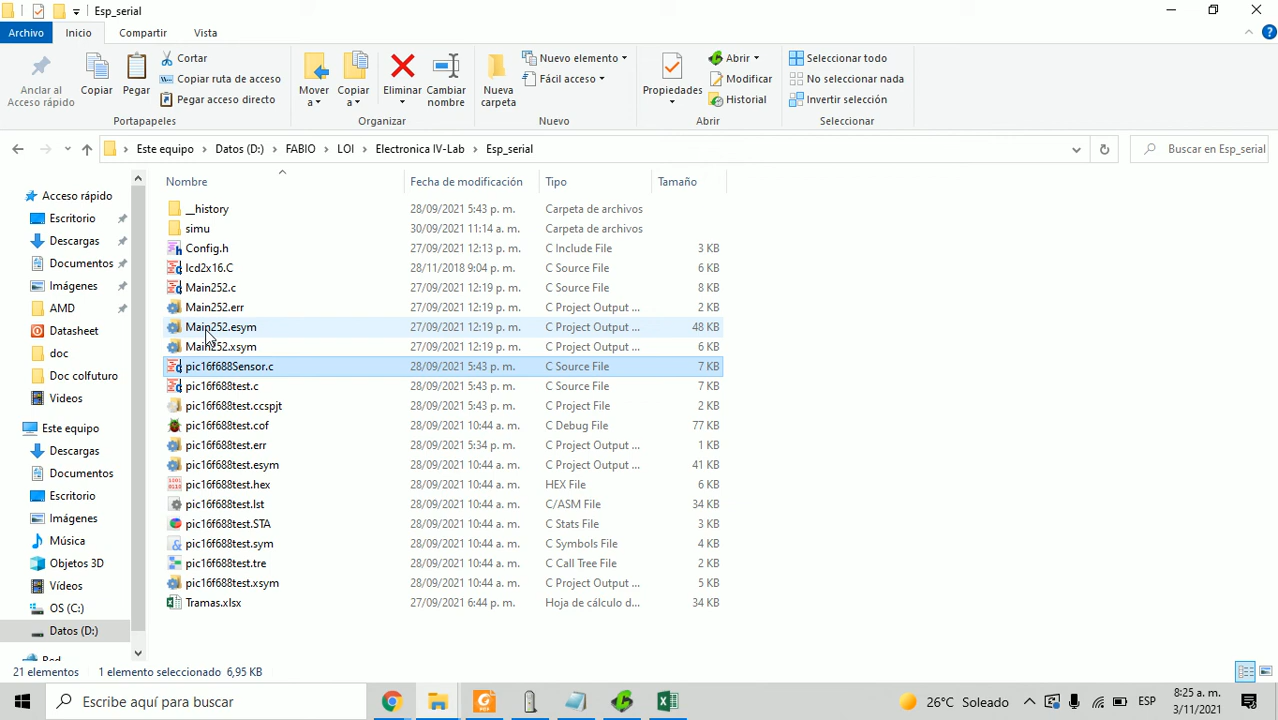 Esp_serial
Archivo Inicio Compartir Vista
Anclar al Acceso rápido
Copiar
Pegar
Cortar
Copiar ruta de acceso
Pegar acceso directo
Portapapeles
Mover a
Copiar a
Eliminar
Cambiar nombre
Organizar
Nueva carpeta
Nuevo elemento
Fácil acceso
Nuevo
Propiedades
Abrir
Modificar
Historial
Abrir
Seleccionar todo
No seleccionar nada
Invertir selección
Seleccionar
Este equipo > Datos (D:) > FABIO > LOI > Electronica IV-Lab > Esp_serial
Buscar en Esp_serial
Acceso rápido
Escritorio
Descargas
Documentos
Imágenes
AMD
Datasheet
doc
Doc colfuturo
Videos
Este equipo
Descargas
Documentos
Escritorio
Imágenes
Música
Objetos 3D
Vídeos
OS (C:)
Datos (D:)
Red
Nombre Fecha de modificación Tipo Tamaño
__history 28/09/2021 5:43 p. m. Carpeta de archivos
simu 30/09/2021 11:14 a. m. Carpeta de archivos
Config.h 27/09/2021 12:13 p. m. C Include File 3 KB
lcd2x16.C 28/11/2018 9:04 p. m. C Source File 6 KB
Main252.c 27/09/2021 12:19 p. m. C Source File 8 KB
Main252.err 27/09/2021 12:19 p. m. C Project Output ... 2 KB
Main252.esym 27/09/2021 12:19 p. m. C Project Output ... 48 KB
Main252.xsym 27/09/2021 12:19 p. m. C Project Output ... 6 KB
pic16f688Sensor.c 28/09/2021 5:43 p. m. C Source File 7 KB
pic16f688test.c 28/09/2021 5:43 p. m. C Source File 7 KB
pic16f688test.ccspjt 28/09/2021 5:43 p. m. C Project File 2 KB
pic16f688test.cof 28/09/2021 10:44 a. m. C Debug File 77 KB
pic16f688test.err 28/09/2021 5:34 p. m. C Project Output ... 1 KB
pic16f688test.esym 28/09/2021 10:44 a. m. C Project Output ... 41 KB
pic16f688test.hex 28/09/2021 10:44 a. m. HEX File 6 KB
pic16f688test.lst 28/09/2021 10:44 a. m. C/ASM File 34 KB
pic16f688test.STA 28/09/2021 10:44 a. m. C Stats File 3 KB
pic16f688test.sym 28/09/2021 10:44 a. m. C Symbols File 4 KB
pic16f688test.tre 28/09/2021 10:44 a. m. C Call Tree File 2 KB
pic16f688test.xsym 28/09/2021 10:44 a. m. C Project Output ... 5 KB
Tramas.xlsx 27/09/2021 6:44 p. m. Hoja de cálculo d... 34 KB
21 elementos 1 elemento seleccionado 6,95 KB
Escribe aquí para buscar
26°C Soleado
ESP
8:25 a. m.
3/11/2021